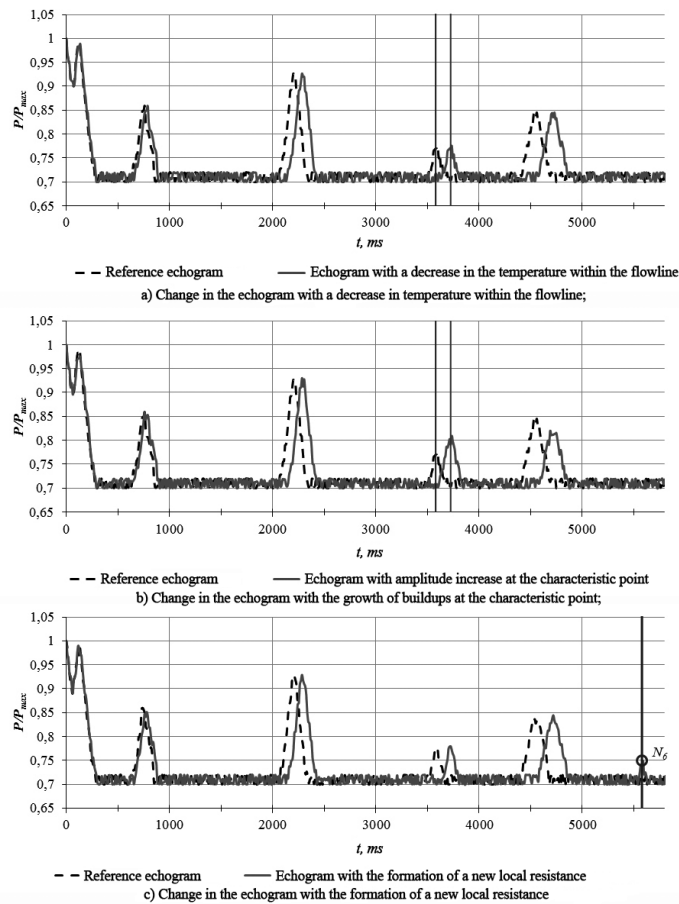 1,05
1
0,95
0,9
0,85
0,8
0,75
0,7
0,65
P/Pmax
0 1000 2000 3000 4000 5000
t, ms
Reference echogram Echogram with a decrease in the temperature within the flowline
a) Change in the echogram with a decrease in temperature within the flowline;
1,05
1
0,95
0,9
0,85
0,8
0,75
0,7
0,65
P/Pmax
0 1000 2000 3000 4000 5000
t, ms
Reference echogram Echogram with amplitude increase at the characteristic point
b) Change in the echogram with the growth of buildups at the characteristic point;
1,05
1
0,95
0,9
0,85
0,8
0,75
0,7
0,65
P/Pmax
N6
0 1000 2000 3000 4000 5000
t, ms
Reference echogram Echogram with the formation of a new local resistance
c) Change in the echogram with the formation of a new local resistance